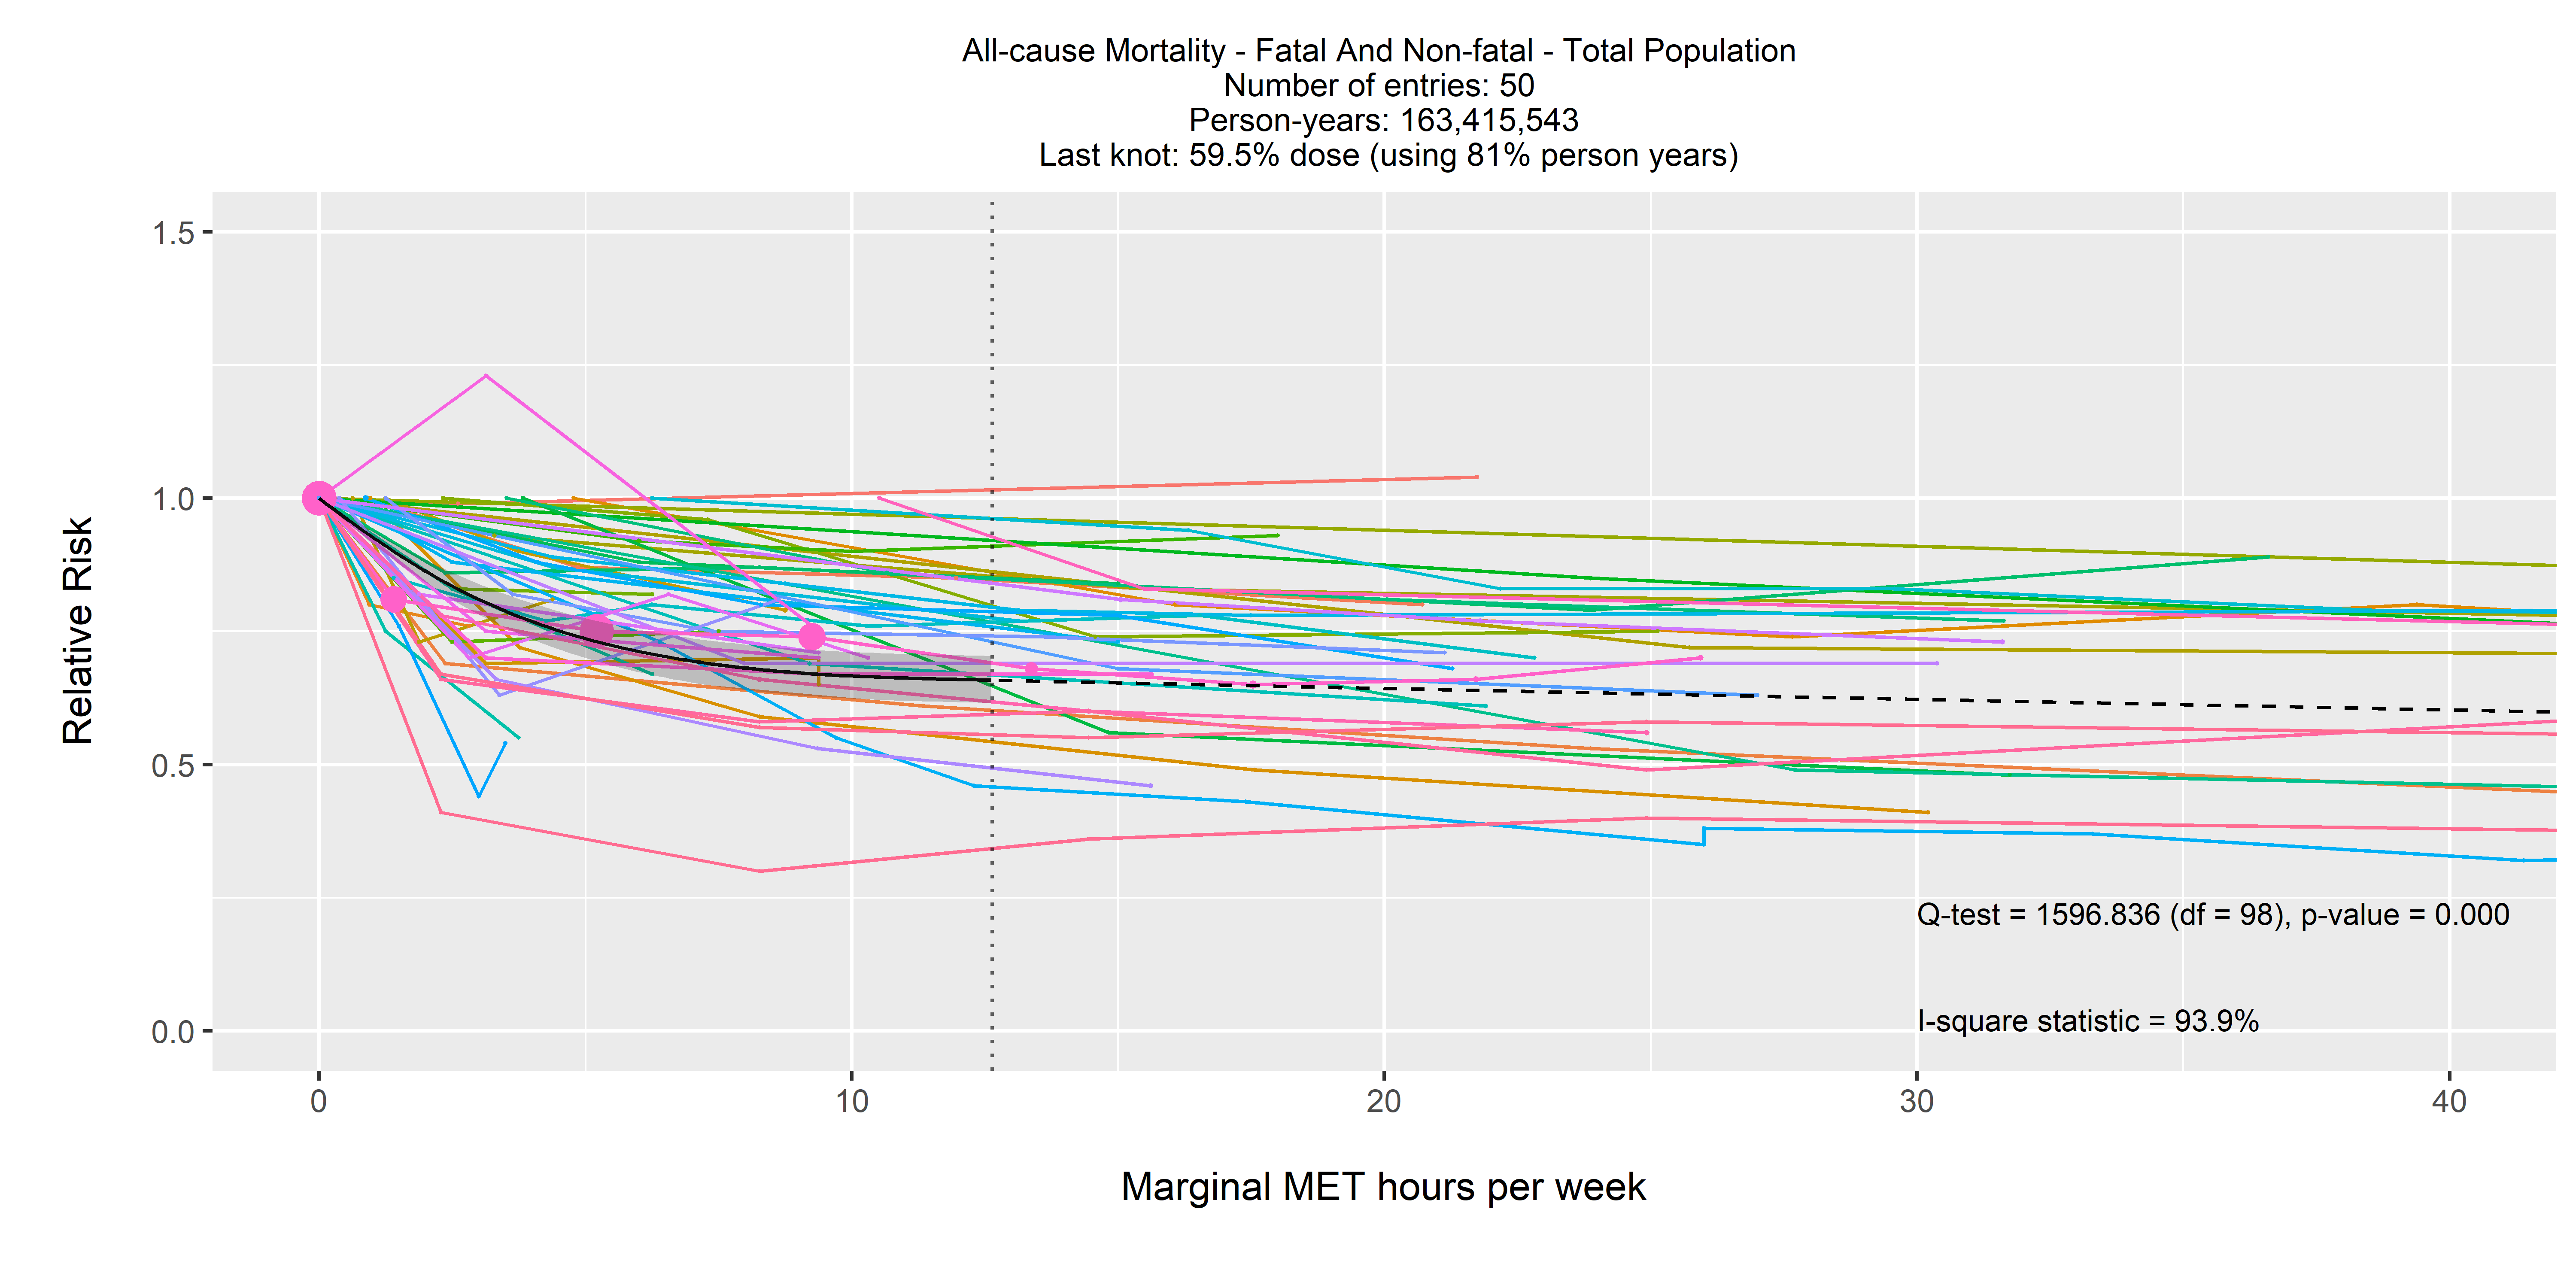 All-cause Mortality - Fatal And Non-fatal - Total Population
Number of entries: 50
Person-years: 163,415,543
Last knot: 59.5% dose (using 81% person years)
1.5
1.0
0.5
0.0
Relative Risk
Q-test = 1596.836 (df = 98), p-value = 0.000
I-square statistic = 93.9%
0 10 20 30 40
Marginal MET hours per week